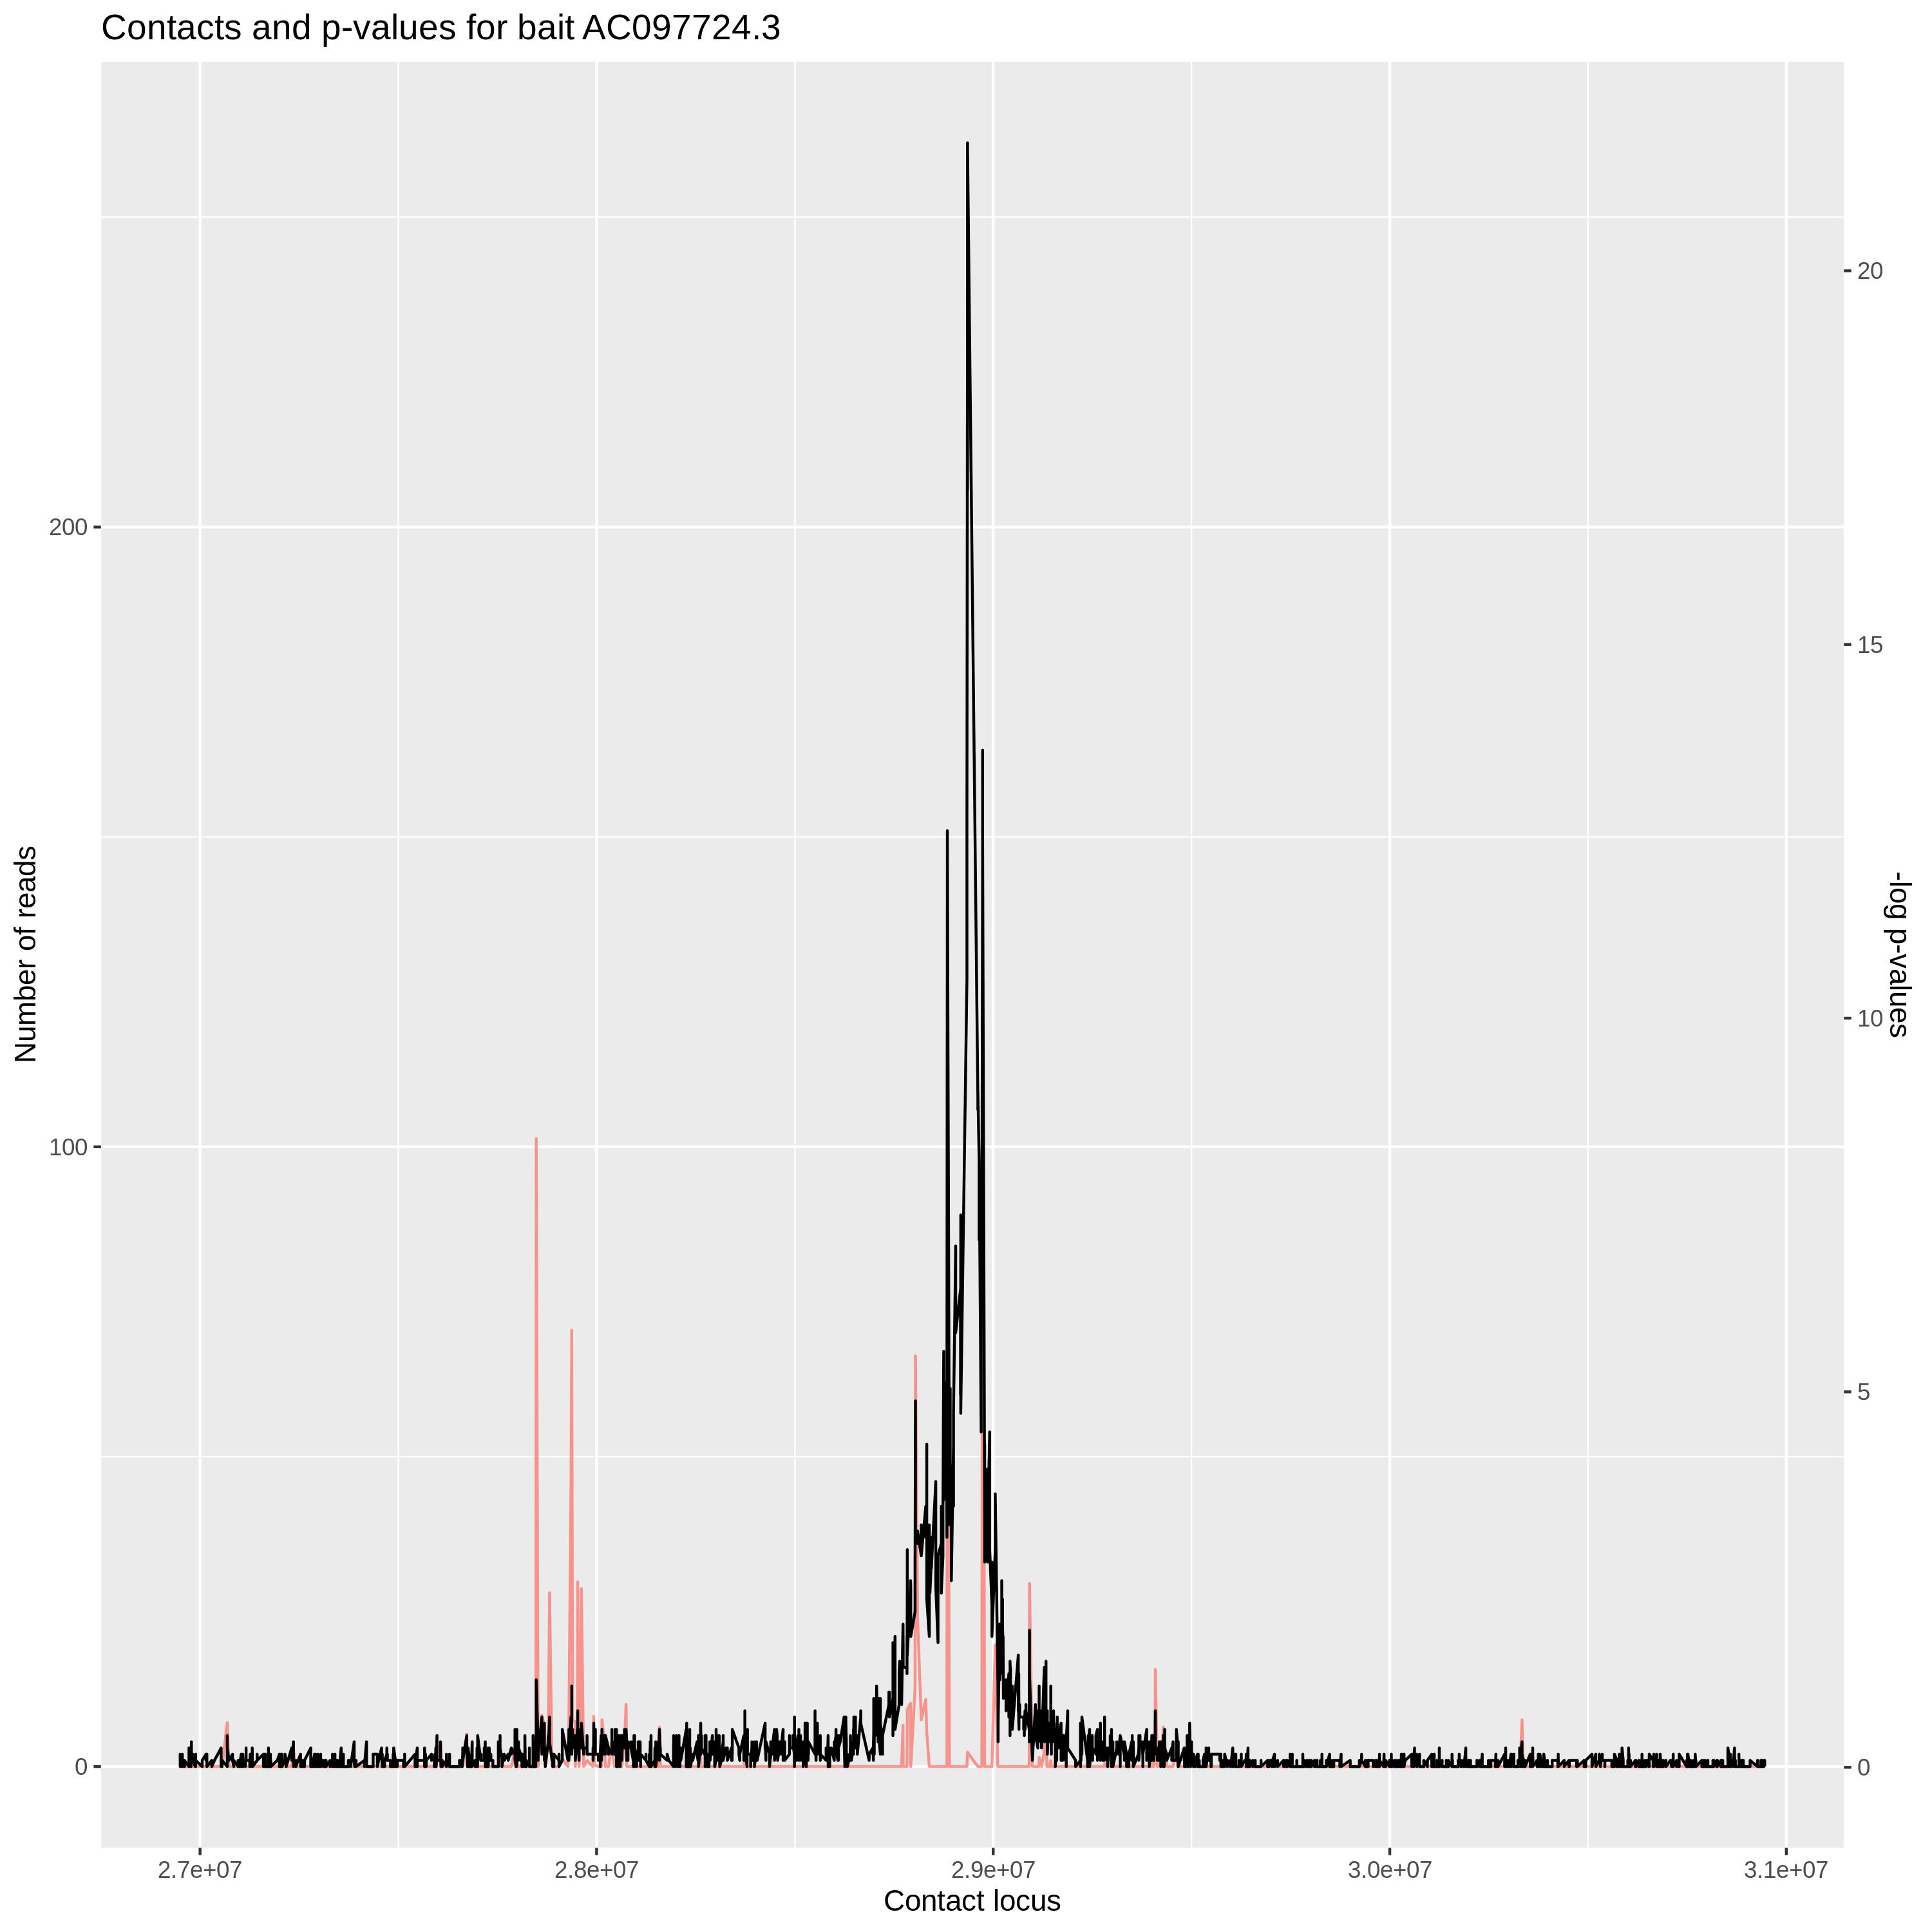 Contacts and p-values for bait AC097724.3
Number of reads
200
100
0
20
15
10
5
0
-log p-values
2.7e+07
2.8e+07
2.9e+07
3.0e+07
3.1e+07
Contact locus